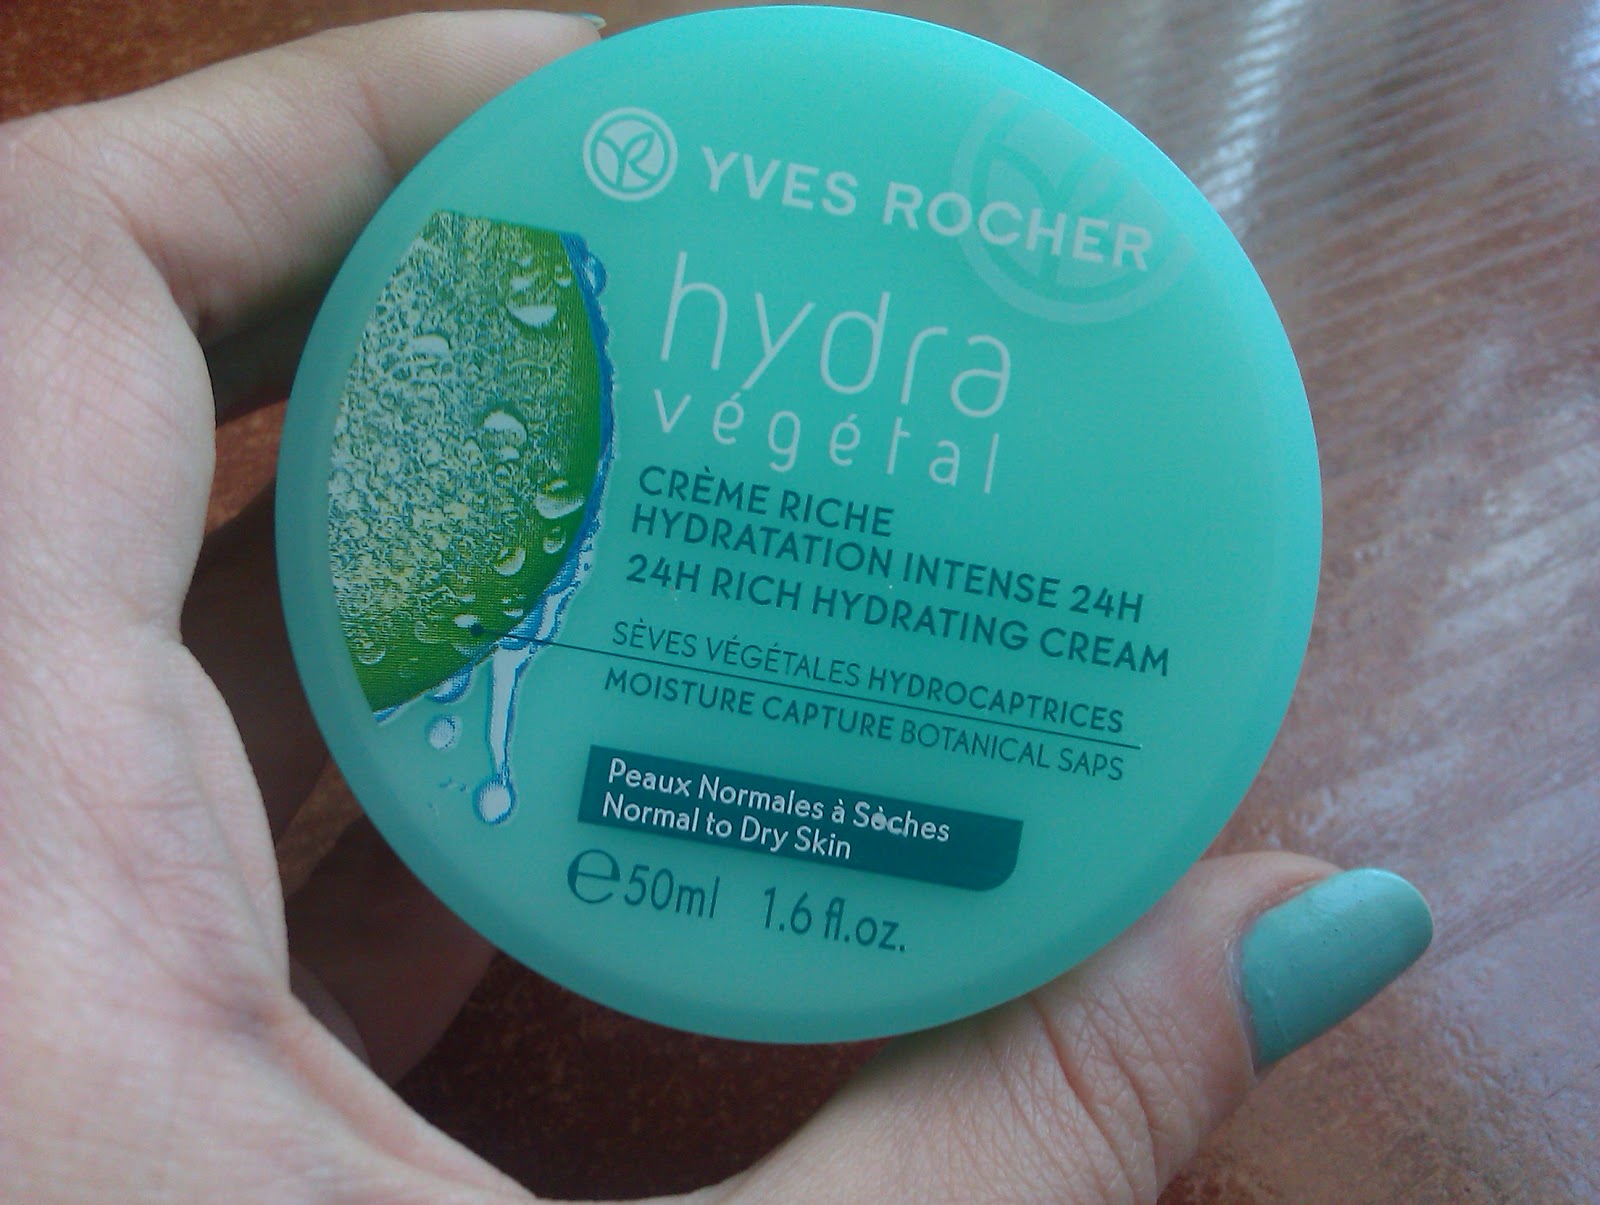 YVES ROCHER
hydra
végétal
CRÈME RICHE
HYDRATATION INTENSE 24H
24H RICH HYDRATING CREAM
SÈVES VÉGÉTALES HYDROCAPTRICES
MOISTURE CAPTURE BOTANICAL SAPS
Peaux Normales à Sèches
Normal to Dry Skin
℮50ml 1.6 fl.oz.